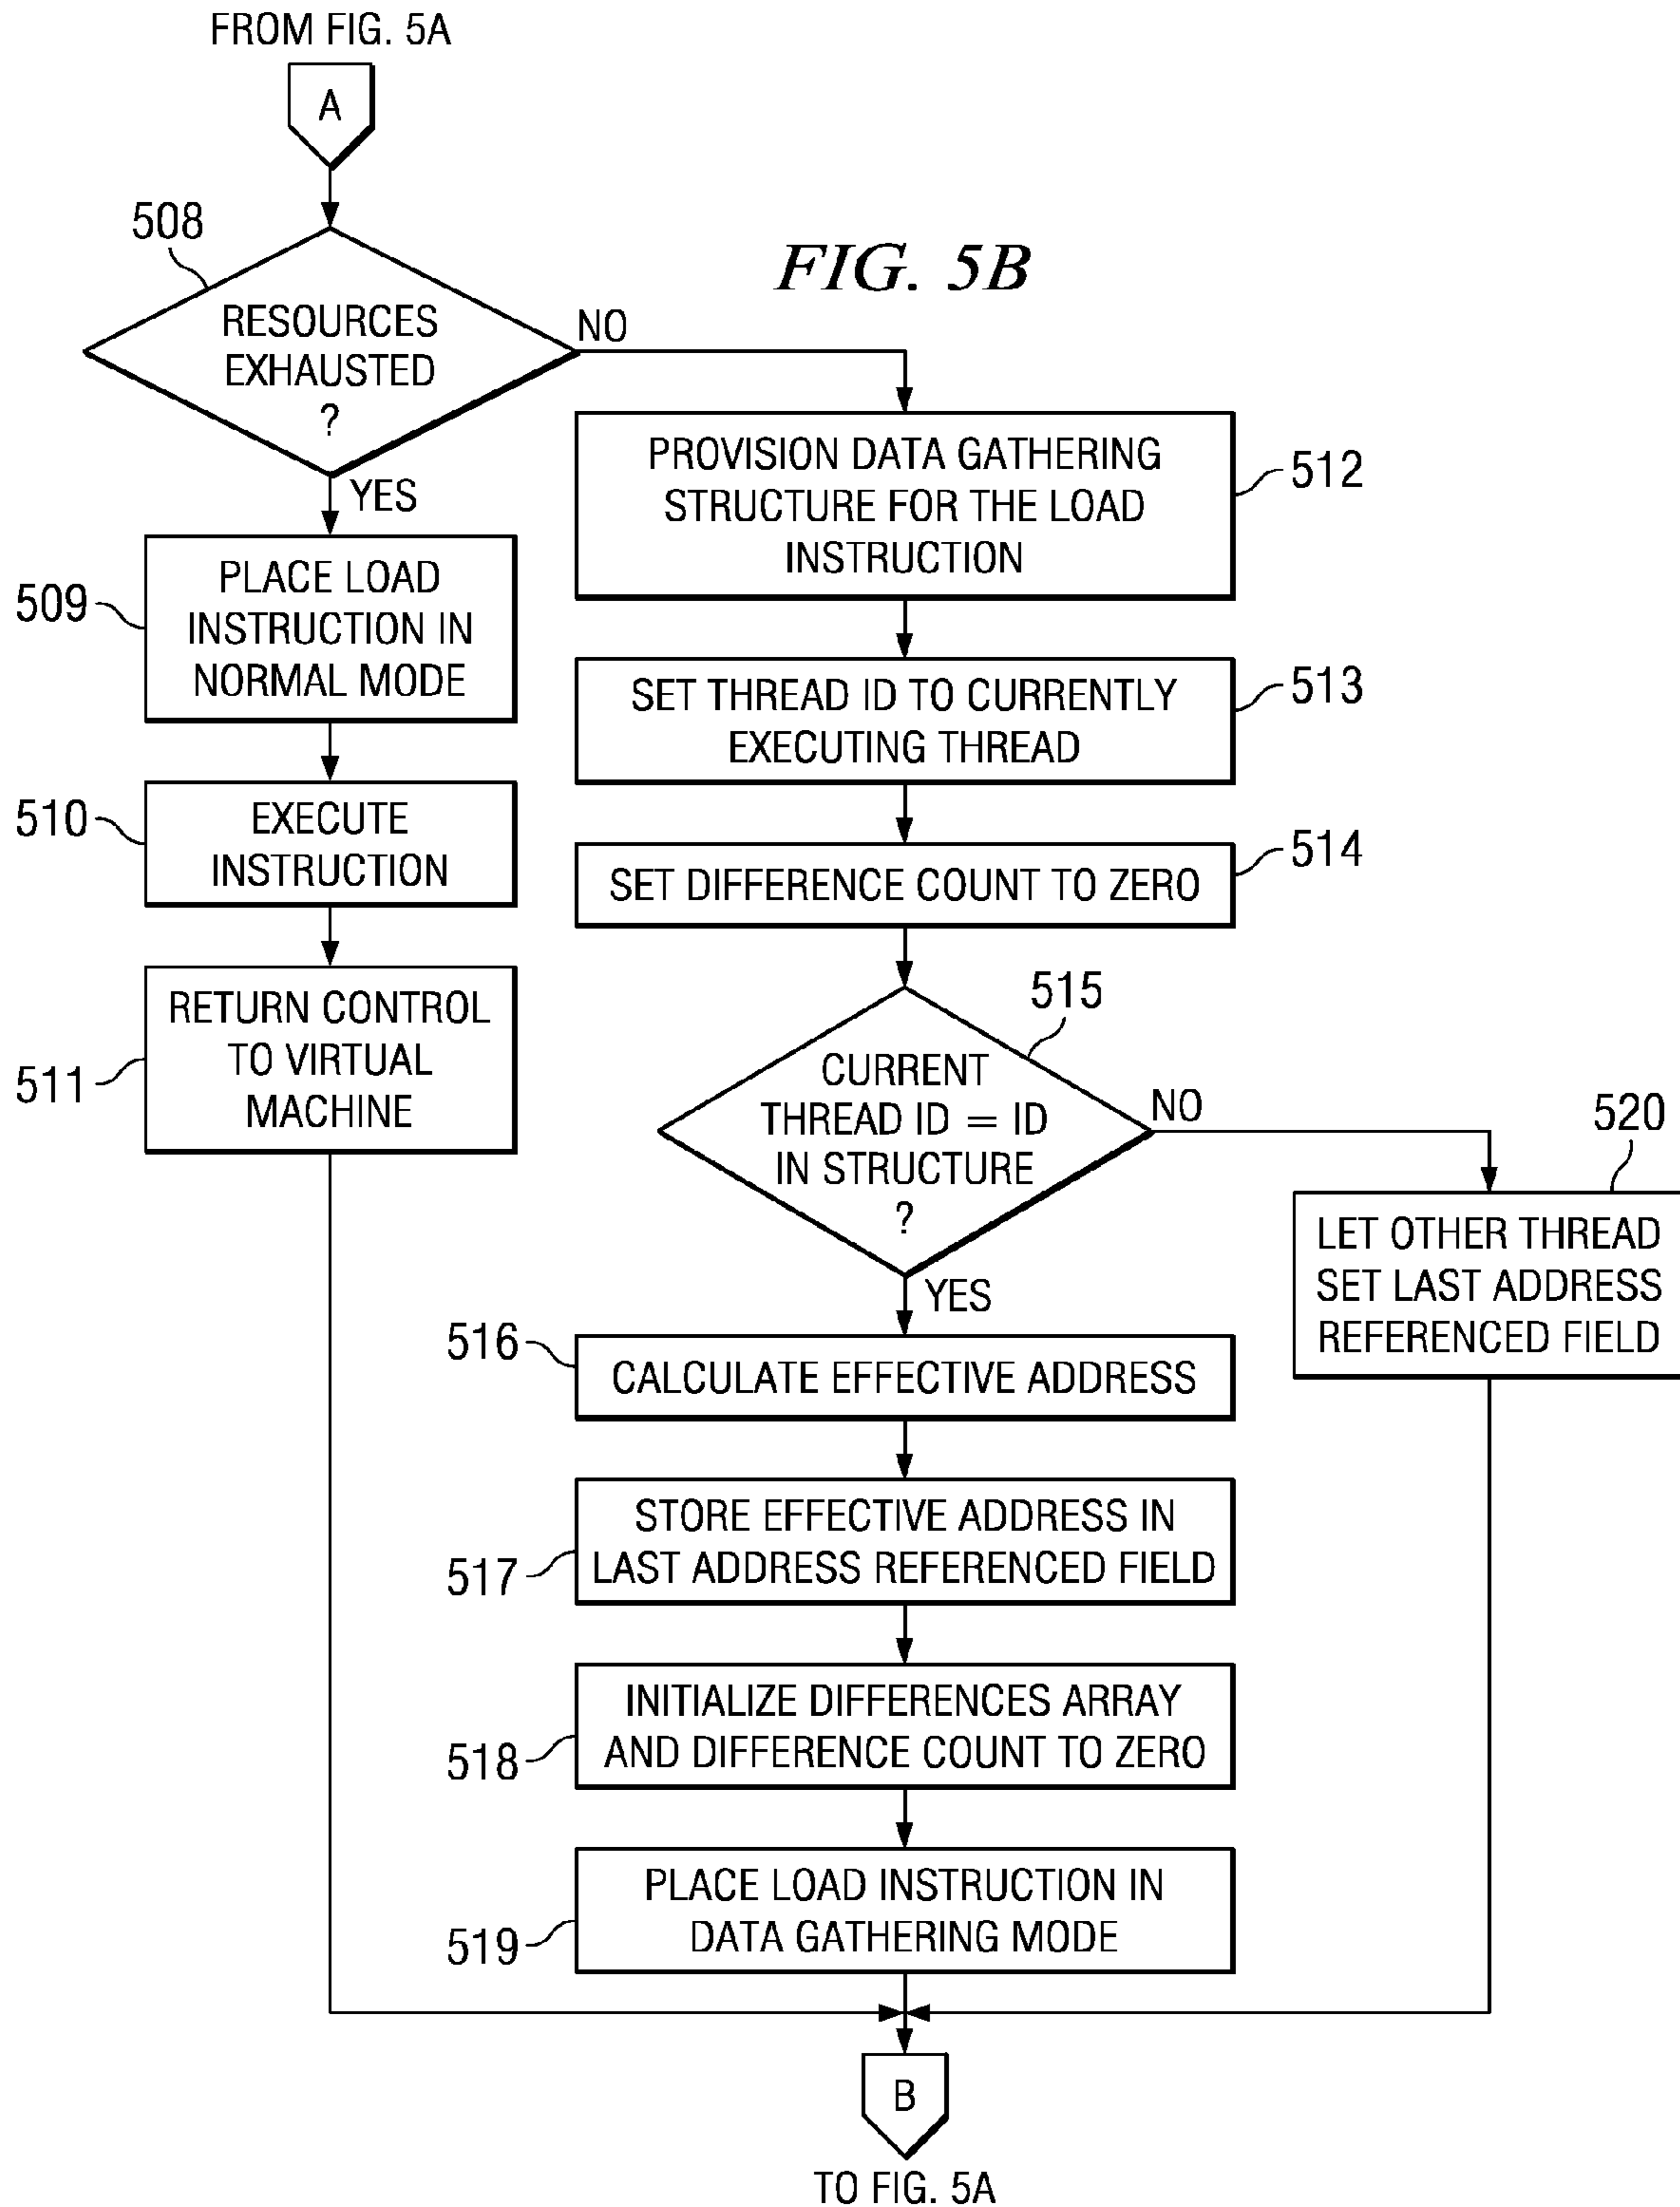 FROM FIG. 5A
A
508
FIG. 5B
RESOURCES
EXHAUSTED
?
NO
YES
509
PLACE LOAD
INSTRUCTION IN
NORMAL MODE
510
EXECUTE
INSTRUCTION
511
RETURN CONTROL
TO VIRTUAL
MACHINE
PROVISION DATA GATHERING
STRUCTURE FOR THE LOAD
INSTRUCTION
512
SET THREAD ID TO CURRENTLY
EXECUTING THREAD
513
SET DIFFERENCE COUNT TO ZERO
514
515
CURRENT
THREAD ID = ID
IN STRUCTURE
?
NO
YES
520
LET OTHER THREAD
SET LAST ADDRESS
REFERENCED FIELD
516
CALCULATE EFFECTIVE ADDRESS
517
STORE EFFECTIVE ADDRESS IN
LAST ADDRESS REFERENCED FIELD
518
INITIALIZE DIFFERENCES ARRAY
AND DIFFERENCE COUNT TO ZERO
519
PLACE LOAD INSTRUCTION IN
DATA GATHERING MODE
B
TO FIG. 5A